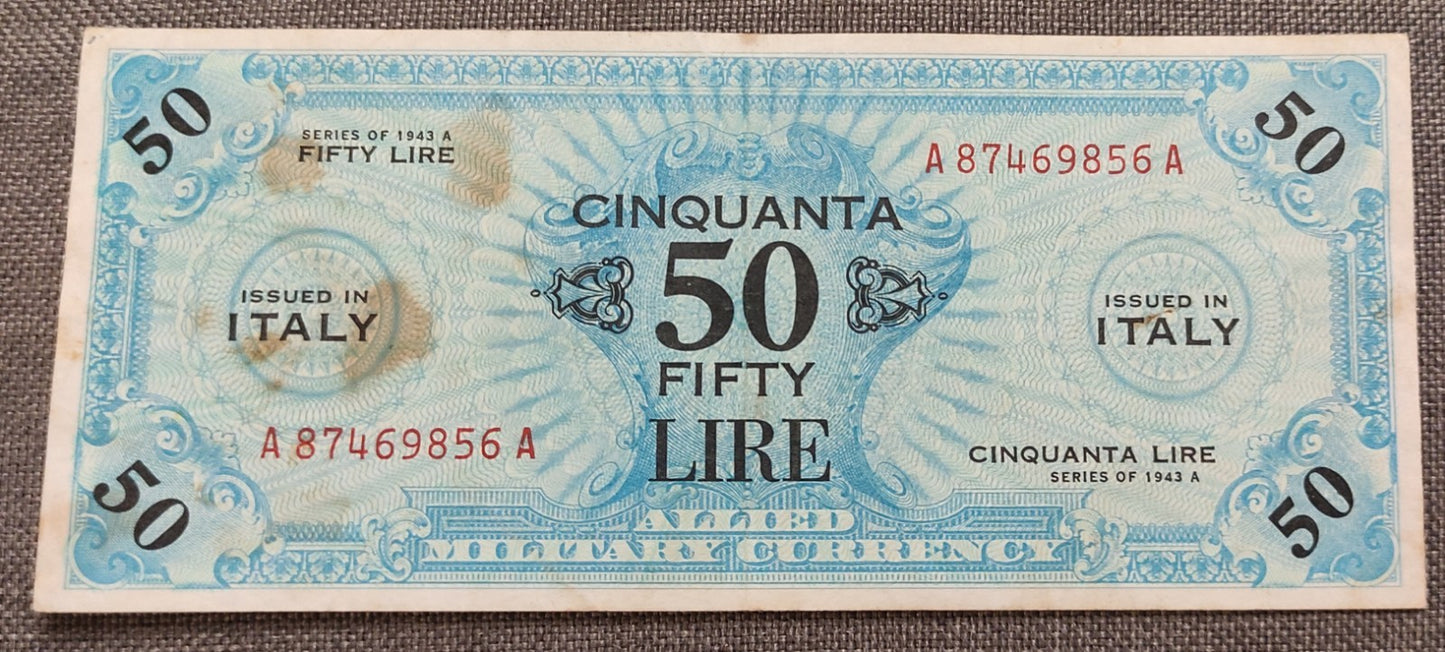 50
50
SERIES OF 1943 A
FIFTY LIRE
A 87469856 A
CINQUANTA
50
FIFTY
LIRE
ISSUED IN
ITALY
ISSUED IN
ITALY
A 87469856 A
CINQUANTA LIRE
SERIES OF 1943 A
50
50
ALLIED
MILITARY CURRENCY